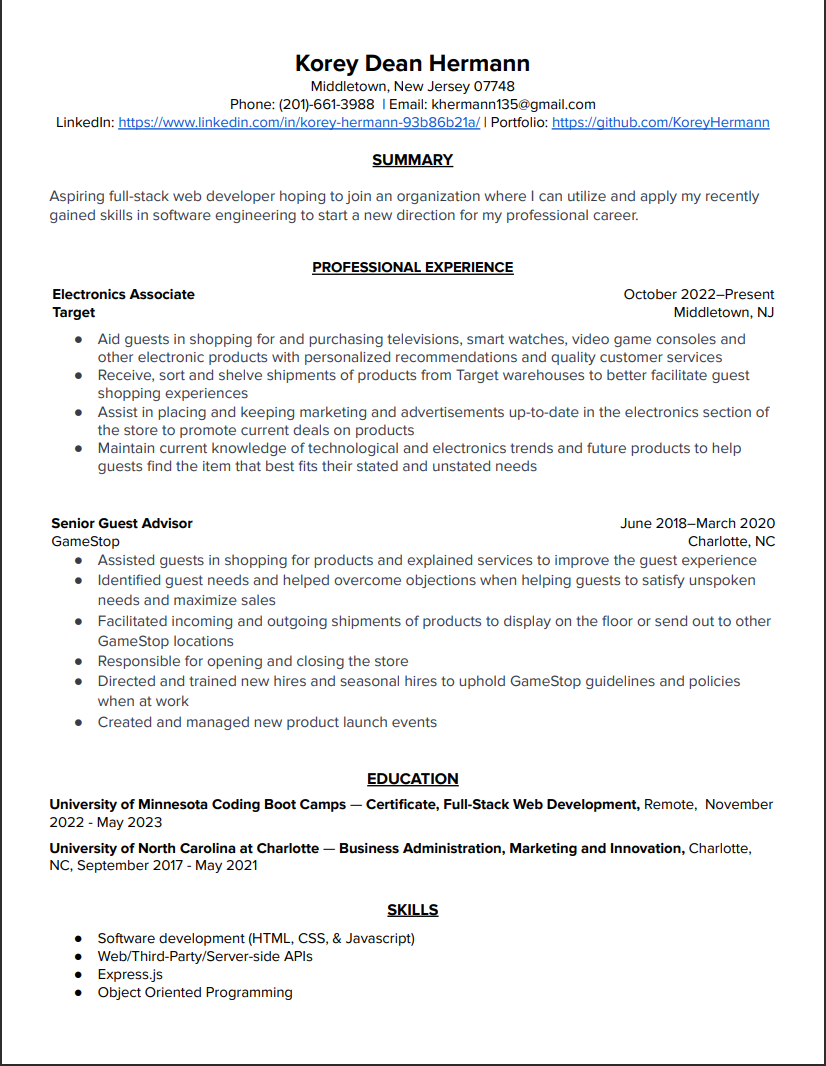 Korey Dean Hermann
Middletown, New Jersey 07748
Phone: (201)-661-3988 | Email: khermann135@gmail.com
LinkedIn: https://www.linkedin.com/in/korey-hermann-93b86b21a/ | Portfolio: https://github.com/KoreyHermann
SUMMARY
Aspiring full-stack web developer hoping to join an organization where I can utilize and apply my recently
gained skills in software engineering to start a new direction for my professional career.
PROFESSIONAL EXPERIENCE
Electronics Associate October 2022–Present
Target Middletown, NJ
● Aid guests in shopping for and purchasing televisions, smart watches, video game consoles and
other electronic products with personalized recommendations and quality customer services
● Receive, sort and shelve shipments of products from Target warehouses to better facilitate guest
shopping experiences
● Assist in placing and keeping marketing and advertisements up-to-date in the electronics section of
the store to promote current deals on products
● Maintain current knowledge of technological and electronics trends and future products to help
guests find the item that best fits their stated and unstated needs
Senior Guest Advisor June 2018–March 2020
GameStop Charlotte, NC
● Assisted guests in shopping for products and explained services to improve the guest experience
● Identified guest needs and helped overcome objections when helping guests to satisfy unspoken
needs and maximize sales
● Facilitated incoming and outgoing shipments of products to display on the floor or send out to other
GameStop locations
● Responsible for opening and closing the store
● Directed and trained new hires and seasonal hires to uphold GameStop guidelines and policies
when at work
● Created and managed new product launch events
EDUCATION
University of Minnesota Coding Boot Camps — Certificate, Full-Stack Web Development, Remote, November
2022 - May 2023
University of North Carolina at Charlotte — Business Administration, Marketing and Innovation, Charlotte,
NC, September 2017 - May 2021
SKILLS
● Software development (HTML, CSS, & Javascript)
● Web/Third-Party/Server-side APIs
● Express.js
● Object Oriented Programming